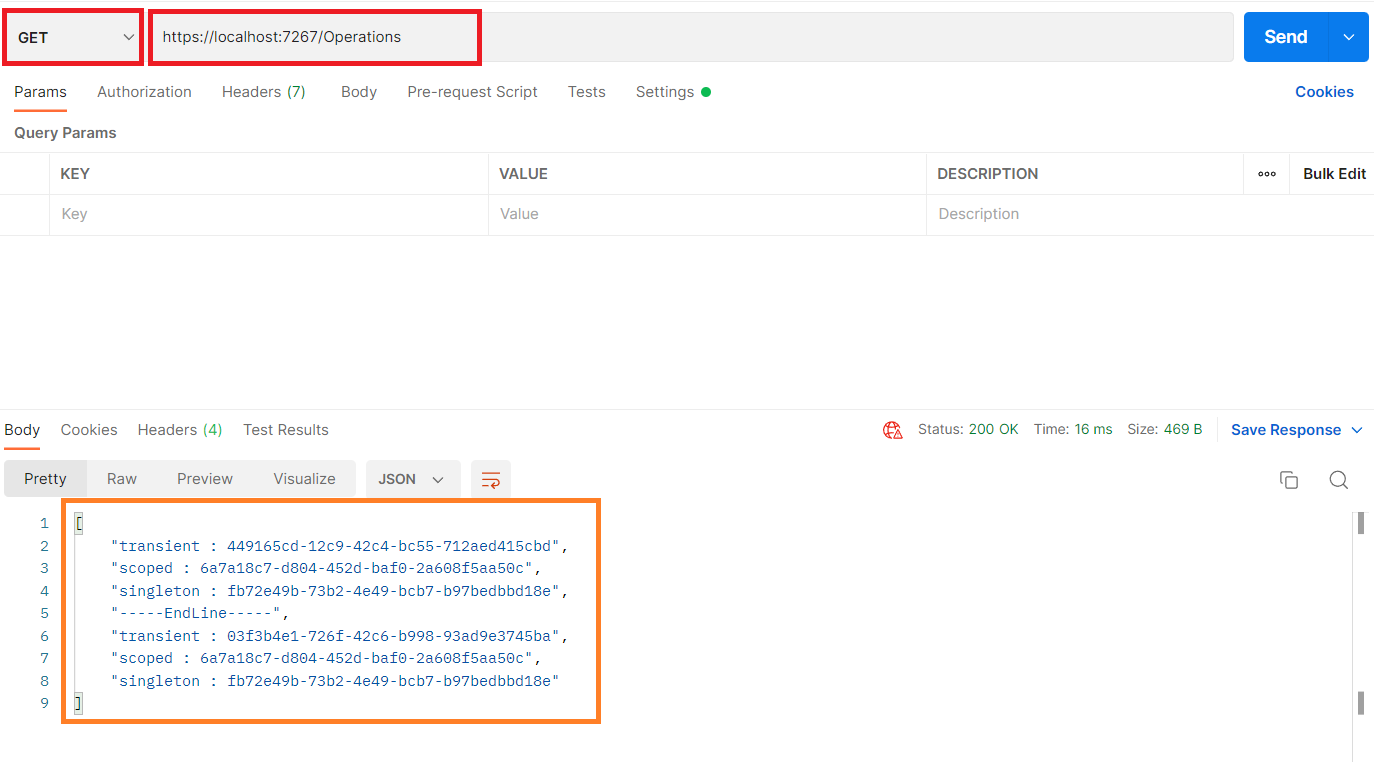 GET https://localhost:7267/Operations Send
Params Authorization Headers (7) Body Pre-request Script Tests Settings Cookies
Query Params
KEY VALUE DESCRIPTION ooo Bulk Edit
Key Value Description
Body Cookies Headers (4) Test Results Status: 200 OK Time: 16 ms Size: 469 B Save Response
Pretty Raw Preview Visualize JSON
1 [
2 "transient : 449165cd-12c9-42c4-bc55-712aed415cbd",
3 "scoped : 6a7a18c7-d804-452d-baf0-2a608f5aa50c",
4 "singleton : fb72e49b-73b2-4e49-bcb7-b97bedbbd18e",
5 "-----EndLine-----",
6 "transient : 03f3b4e1-726f-42c6-b998-93ad9e3745ba",
7 "scoped : 6a7a18c7-d804-452d-baf0-2a608f5aa50c",
8 "singleton : fb72e49b-73b2-4e49-bcb7-b97bedbbd18e"
9 ]